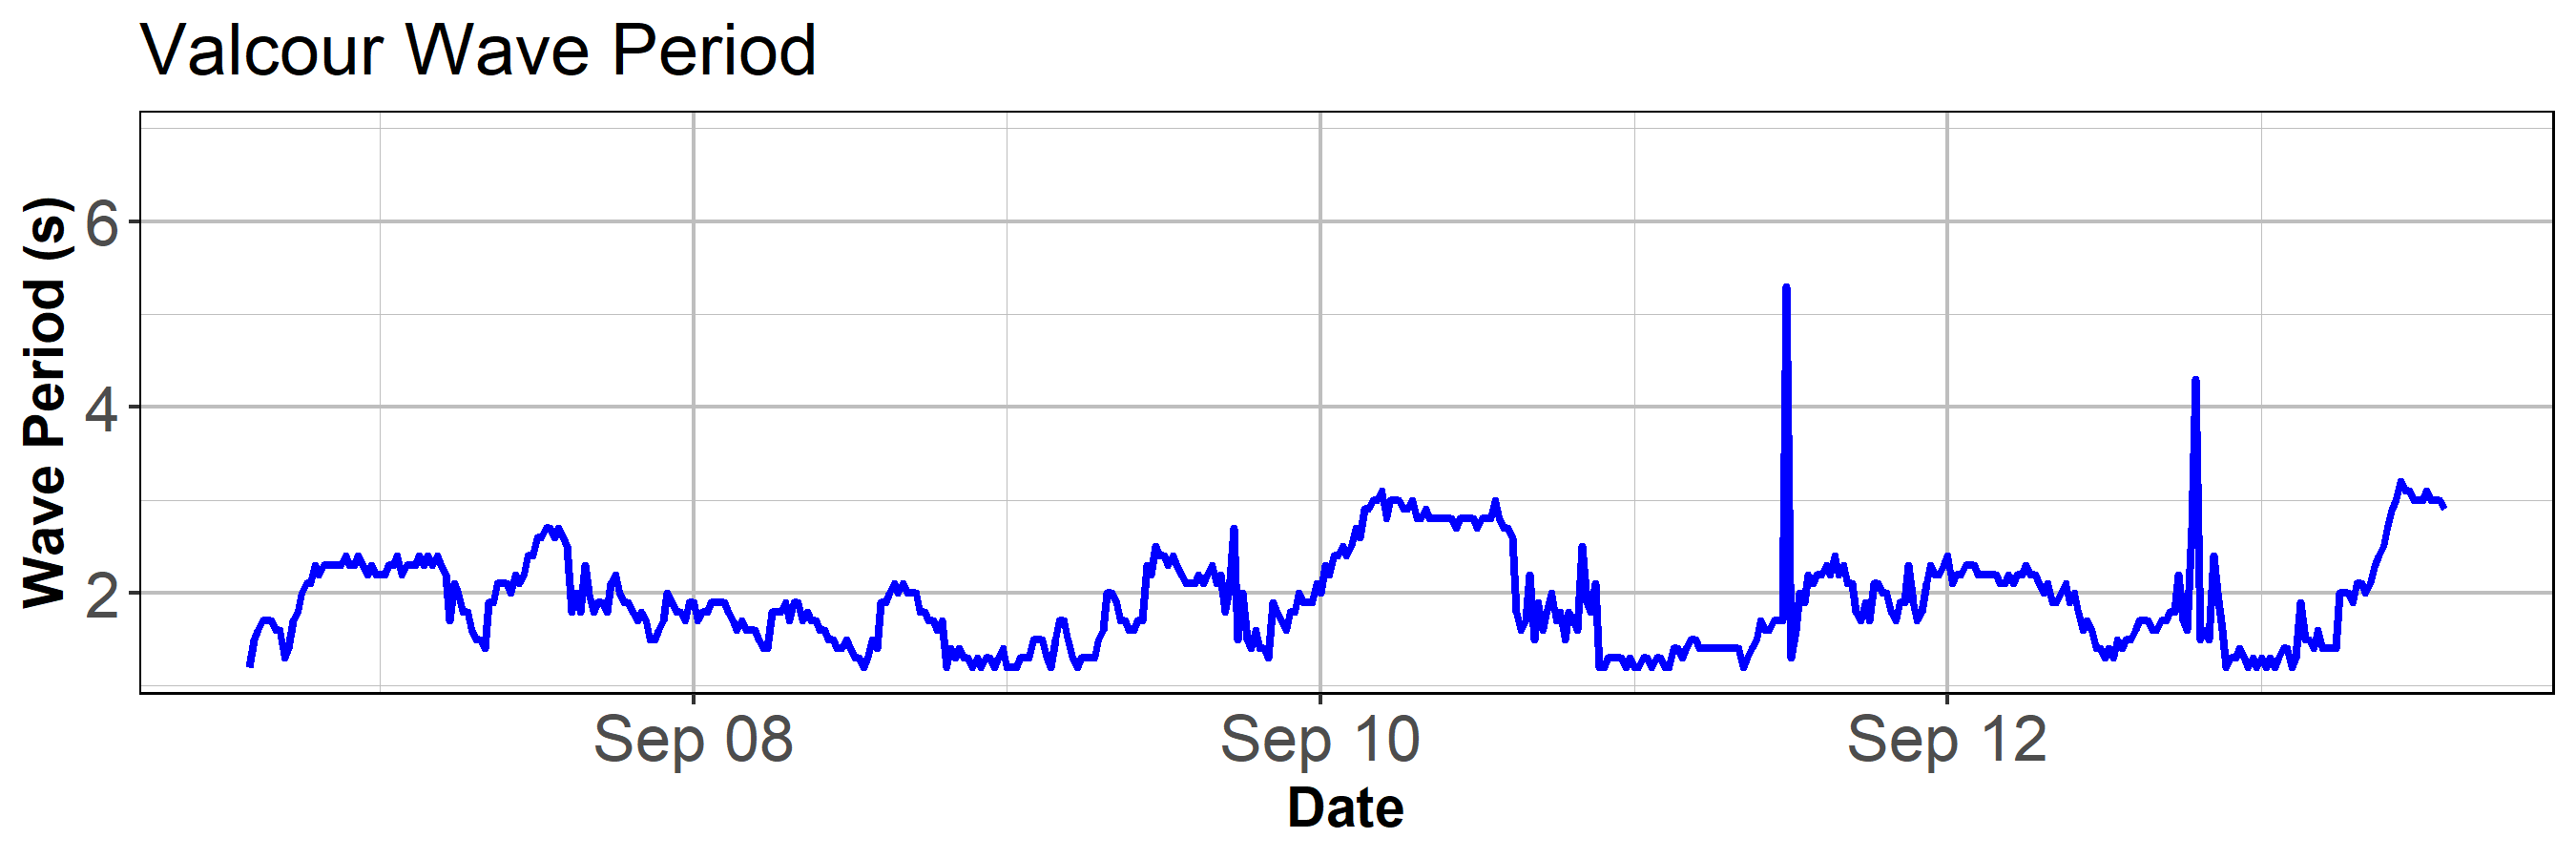 Valcour Wave Period
Wave Period (s)
6
4
2
Sep 08
Sep 10
Sep 12
Date